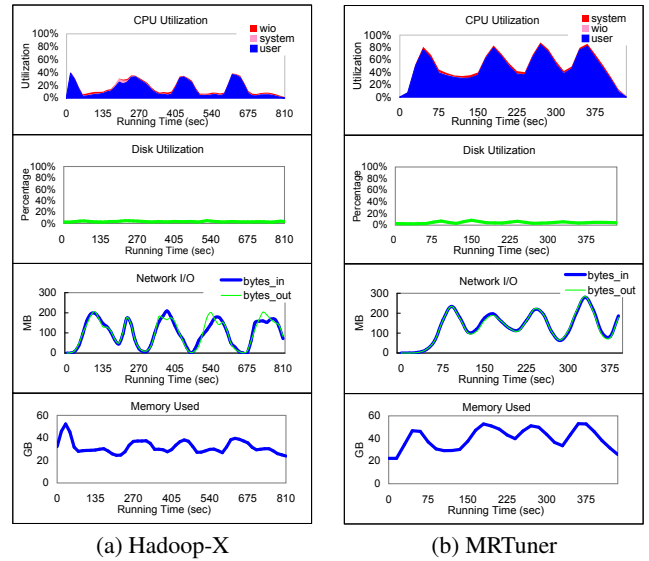 CPU Utilization
wio
system
user
Utilization
100%
80%
60%
40%
20%
0%
0 135 270 405 540 675 810
Running Time (sec)
Disk Utilization
Percentage
100%
80%
60%
40%
20%
0%
0 135 270 405 540 675 810
Running Time (sec)
Network I/O
bytes_in
bytes_out
MB
300
200
100
0
0 135 270 405 540 675 810
Running Time (sec)
Memory Used
GB
60
40
20
0
0 135 270 405 540 675 810
Running Time (sec)
(a) Hadoop-X
CPU Utilization
system
wio
user
Utilization
100%
80%
60%
40%
20%
0%
0 75 150 225 300 375
Running Time (sec)
Disk Utilization
Percentage
100%
80%
60%
40%
20%
0%
0 75 150 225 300 375
Running Time (sec)
Network I/O
bytes_in
bytes_out
MB
300
200
100
0
0 75 150 225 300 375
Running Time (sec)
Memory Used
GB
60
40
20
0
0 75 150 225 300 375
Running Time (sec)
(b) MRTuner